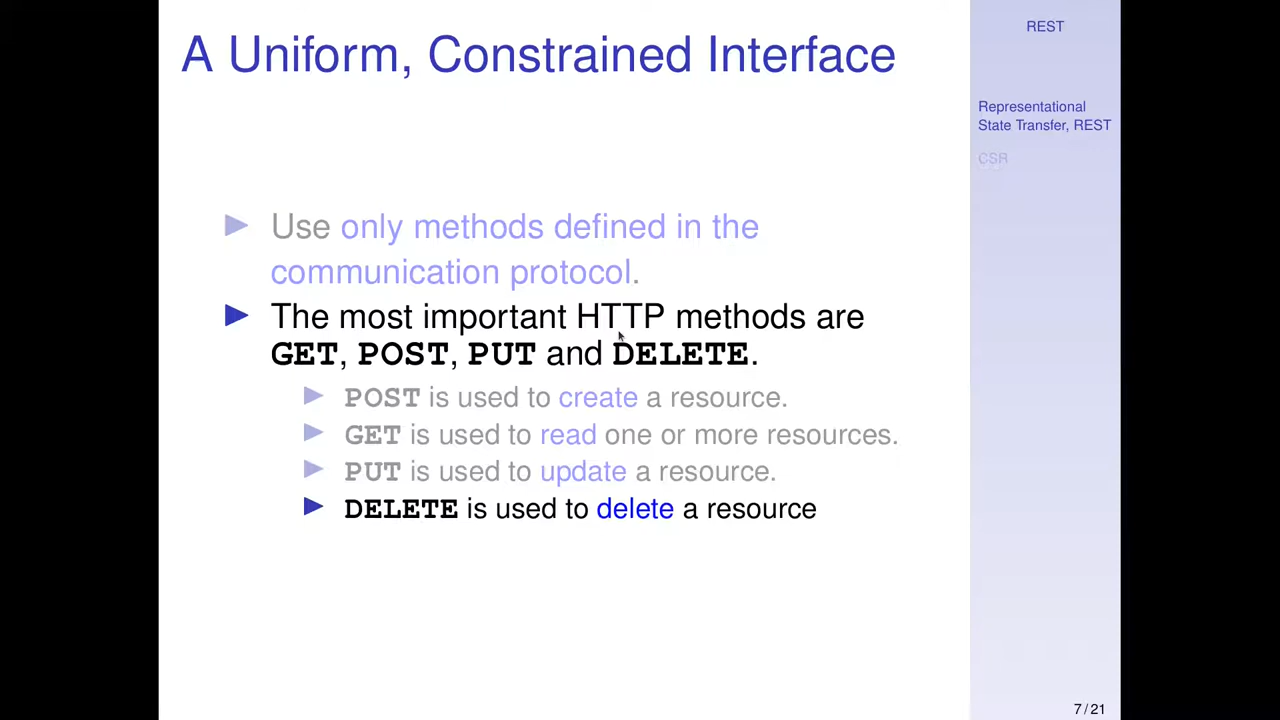 A Uniform, Constrained Interface
Use only methods defined in the
communication protocol.
The most important HTTP methods are
GET, POST, PUT and DELETE.
POST is used to create a resource.
GET is used to read one or more resources.
PUT is used to update a resource.
DELETE is used to delete a resource
REST
Representational
State Transfer, REST
CSR
7 / 21